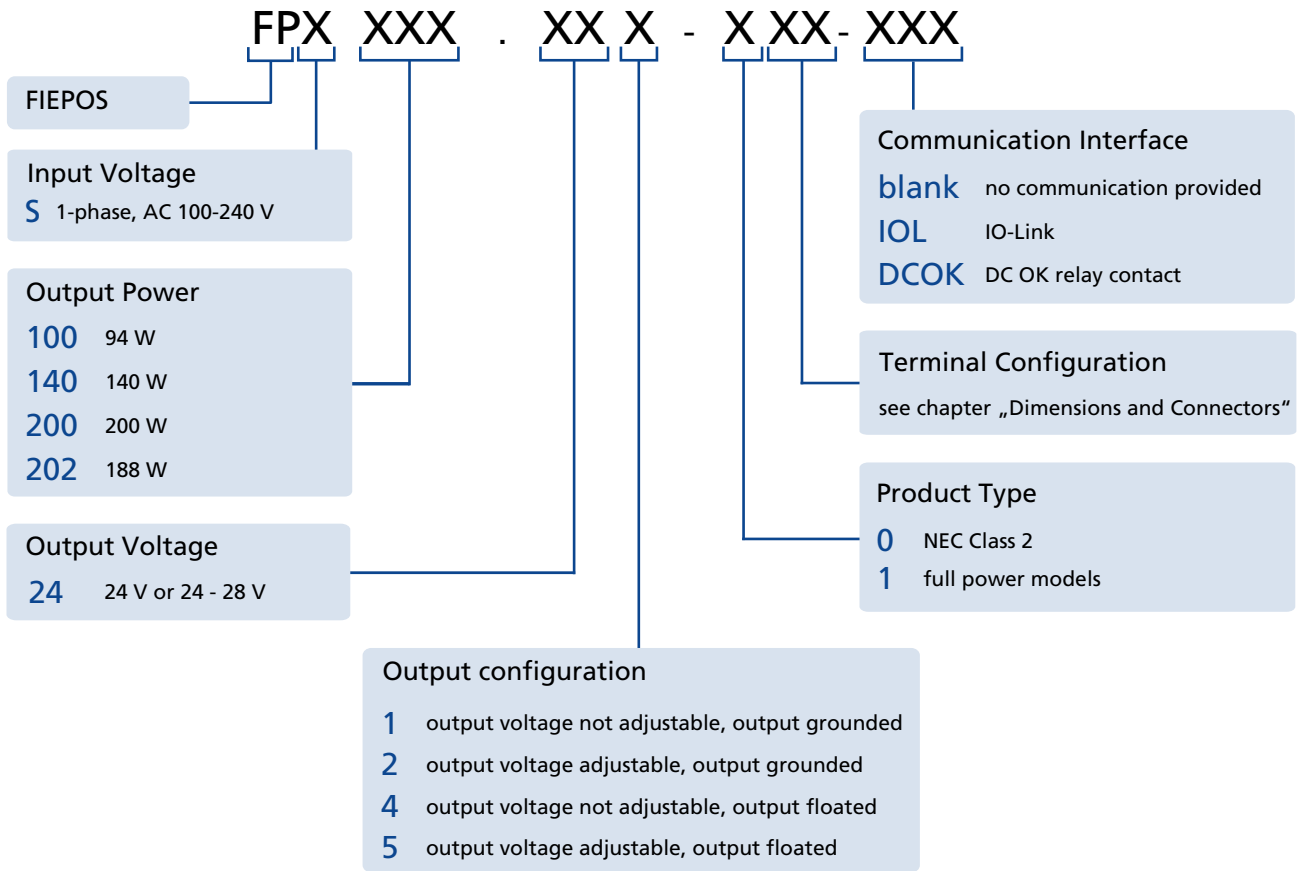 FPX XXX . XX X - X XX- XXX
FIEPOS
Input Voltage
S 1-phase, AC 100-240 V
Output Power
100 94 W
140 140 W
200 200 W
202 188 W
Output Voltage
24 24 V or 24 - 28 V
Communication Interface
blank no communication provided
IOL IO-Link
DCOK DC OK relay contact
Terminal Configuration
see chapter „Dimensions and Connectors“
Product Type
0 NEC Class 2
1 full power models
Output configuration
1 output voltage not adjustable, output grounded
2 output voltage adjustable, output grounded
4 output voltage not adjustable, output floated
5 output voltage adjustable, output floated